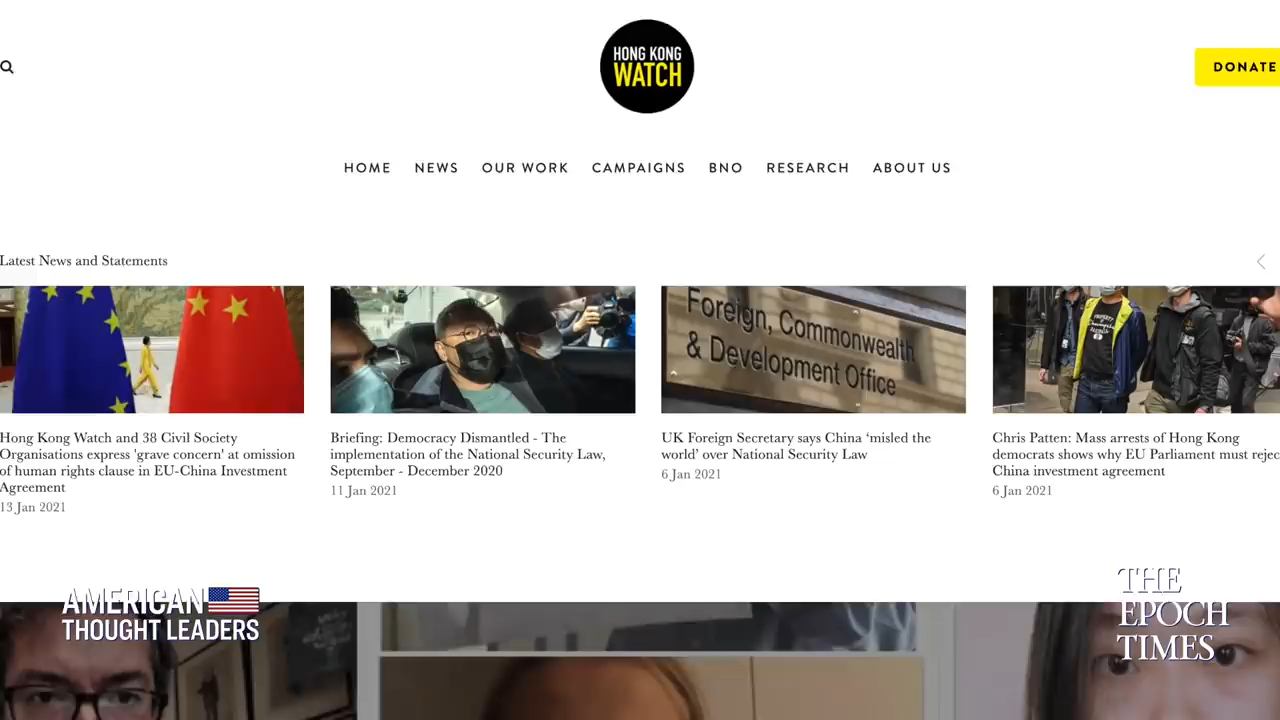 HONG KONG
WATCH
DONATE
HOME NEWS OUR WORK CAMPAIGNS BNO RESEARCH ABOUT US
Latest News and Statements
Foreign, Commonwealth
& Development Office
Hong Kong Watch and 38 Civil Society
Organisations express 'grave concern' at omission
of human rights clause in EU-China Investment
Agreement
13 Jan 2021
Briefing: Democracy Dismantled - The
implementation of the National Security Law,
September - December 2020
11 Jan 2021
UK Foreign Secretary says China ‘misled the
world’ over National Security Law
6 Jan 2021
Chris Patten: Mass arrests of Hong Kong
democrats shows why EU Parliament must rejec
China investment agreement
6 Jan 2021
AMERICAN
THOUGHT LEADERS
THE
EPOCH
TIMES